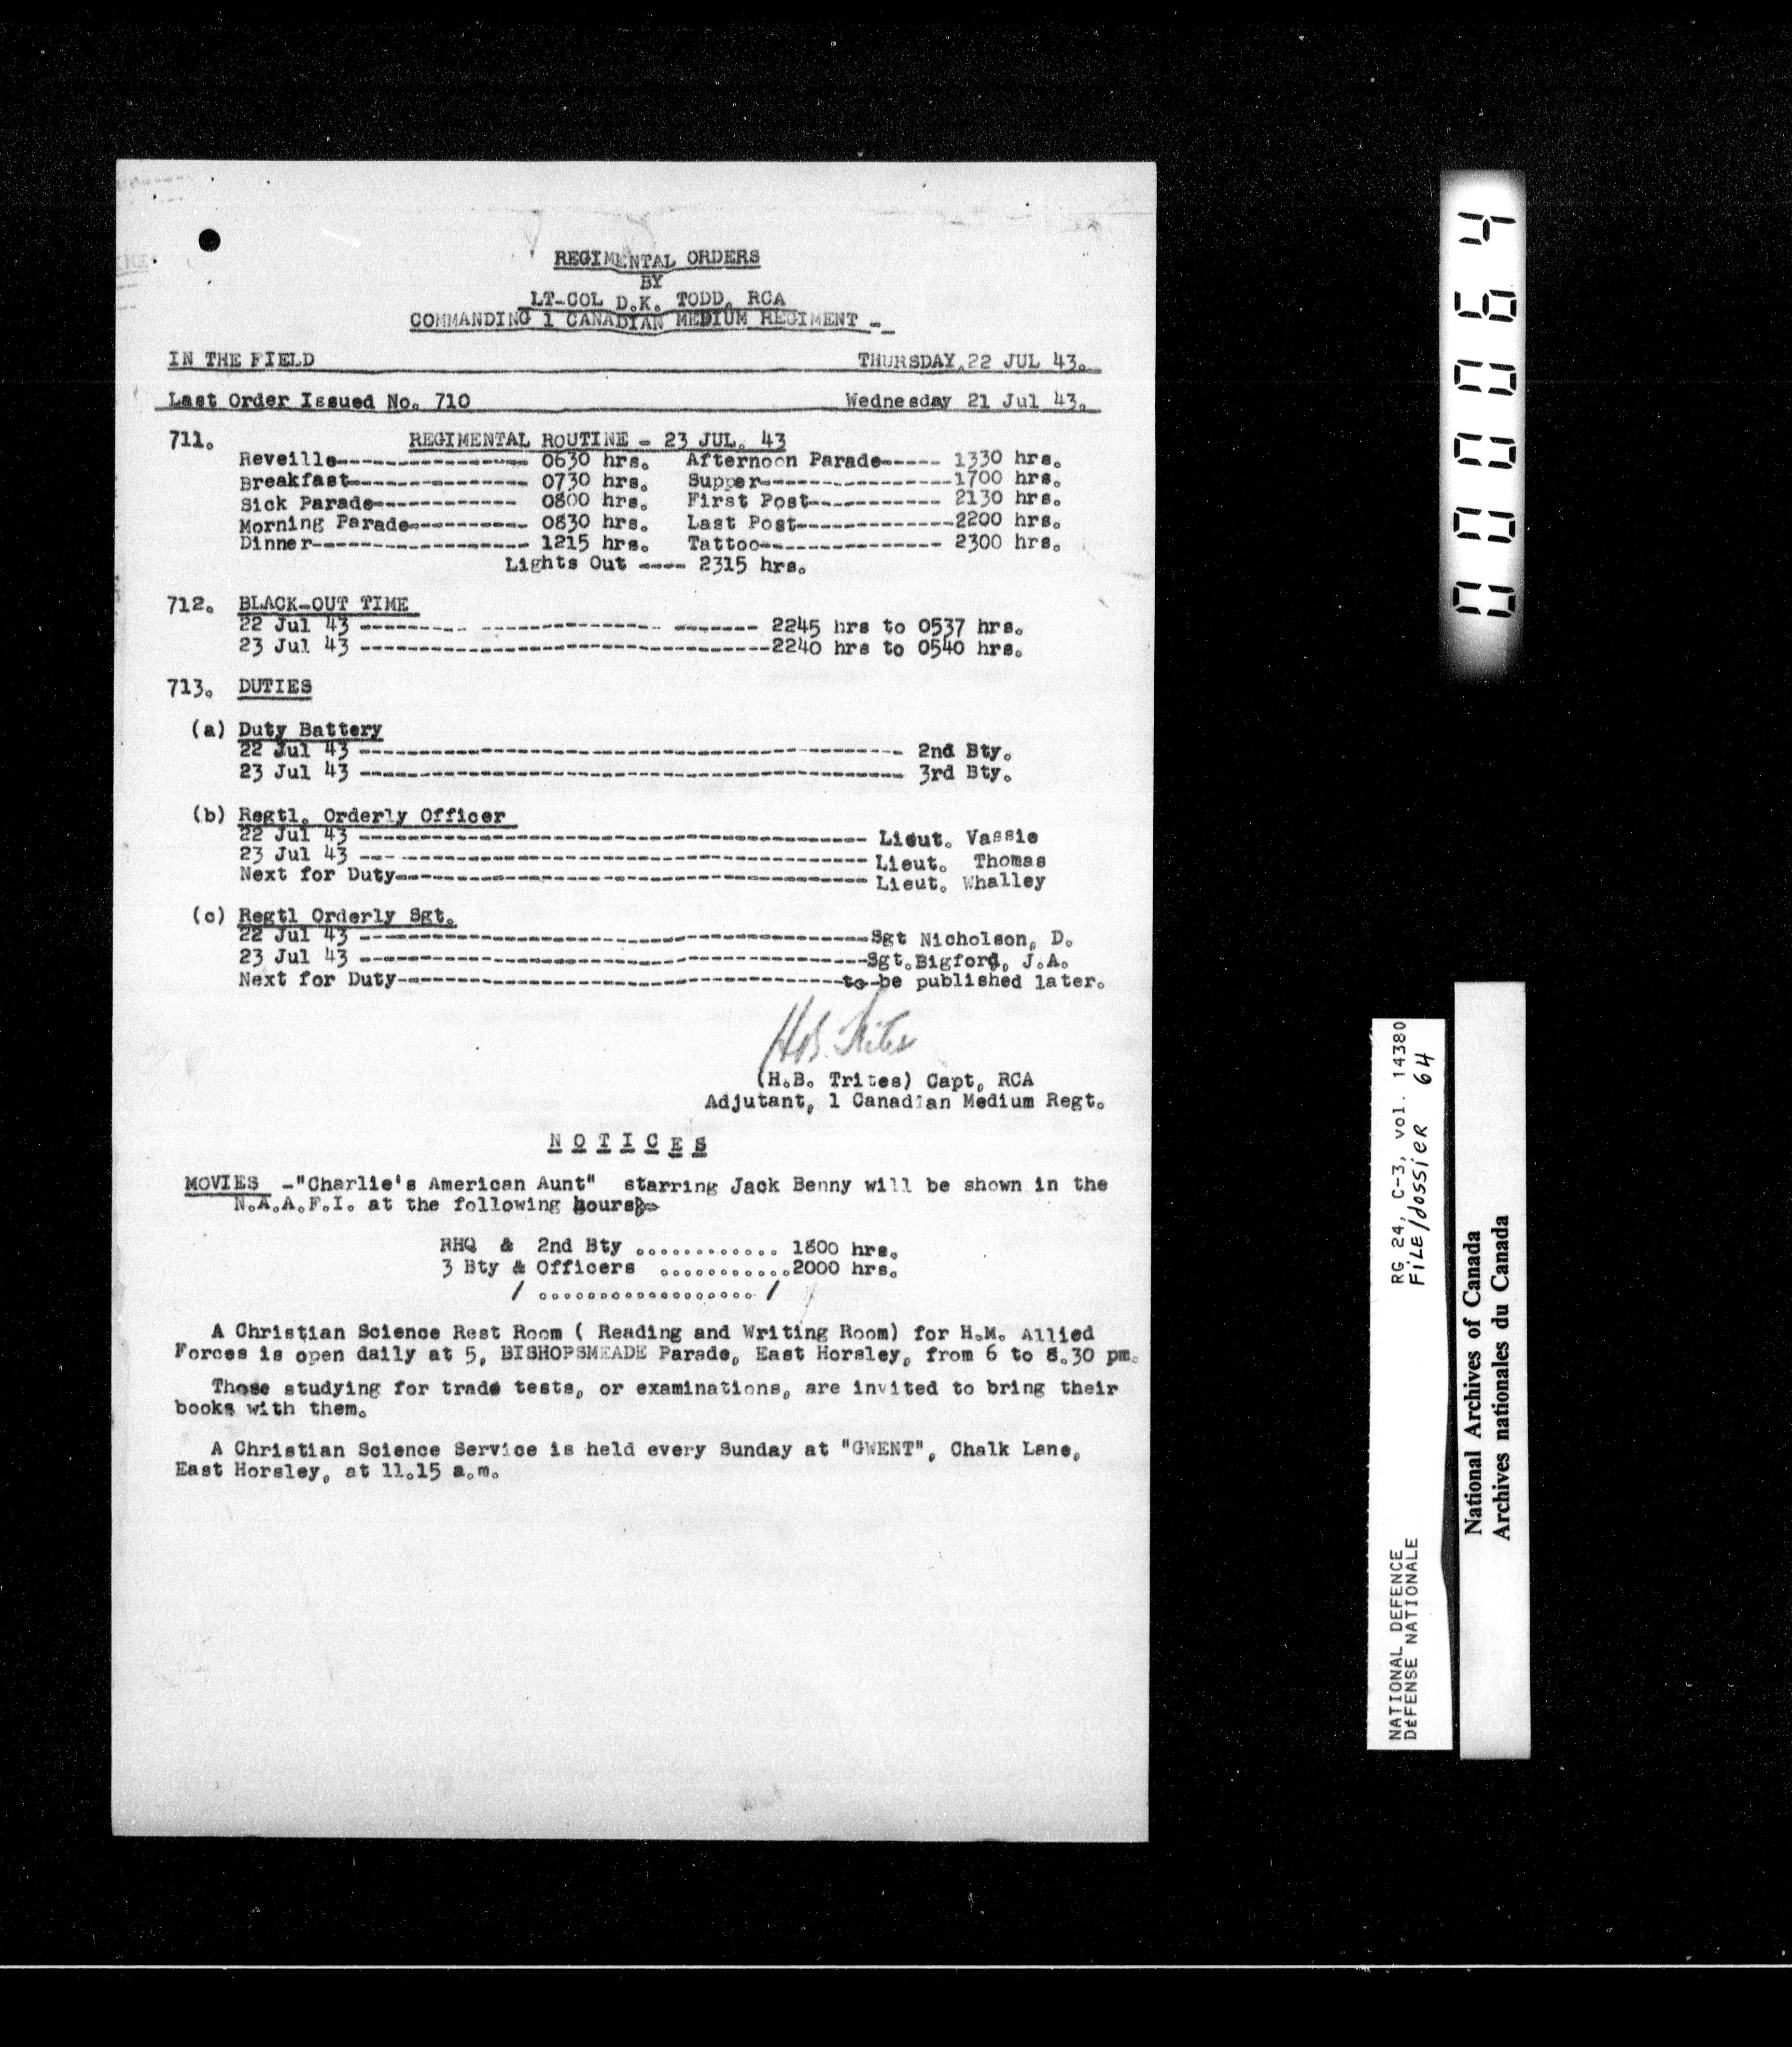 REGIMENTAL ORDERS
BY
LT-COL D.K. TODD, RCA
COMMANDING 1 CANADIAN MEDIUM REGIMENT -
IN THE FIELD THURSDAY, 22 JUL 43.
Last Order Issued No. 710 Wednesday 21 Jul 43.
711. REGIMENTAL ROUTINE - 23 JUL. 43
Reveille----------------- 0630 hrs. Afternoon Parade----- 1330 hrs.
Breakfast--------------- 0730 hrs. Supper----------------1700 hrs.
Sick Parade------------ 0800 hrs. First Post----------- 2130 hrs.
Morning Parade---------- 0830 hrs. Last Post-------------2200 hrs.
Dinner------------------ 1215 hrs. Tattoo--------------- 2300 hrs.
Lights Out ---- 2315 hrs.
712. BLACK-OUT TIME
22 Jul 43 --------- --------------- ------- 2245 hrs to 0537 hrs.
23 Jul 43 -----------------------------------2240 hrs to 0540 hrs.
713. DUTIES
(a) Duty Battery
22 Jul 43 ---------------------------------------------- 2nd Bty.
23 Jul 43 ---------------------------------------------- 3rd Bty.
(b) Regtl. Orderly Officer
22 Jul 43 ------------------------------------------- Lieut. Vassie
23 Jul 43 ------------------------------------------- Lieut. Thomas
Next for Duty---------------------------------------- Lieut. Whalley
(c) Regtl Orderly Sgt.
22 Jul 43 -------------------------------------------Sgt Nicholson, D.
23 Jul 43 -------------------------------------------Sgt.Bigford, J.A.
Next for Duty--------------------------------------to-be published later.
H.B. Trites
(H.B. Trites) Capt, RCA
Adjutant, 1 Canadian Medium Regt.
N O T I C E S
MOVIES -"Charlie's American Aunt" starring Jack Benny will be shown in the
N.A.A.F.I. at the following hours:-
RHQ & 2nd Bty ............ 1800 hrs.
3 Bty & Officers ...........2000 hrs.
/ .................. /
A Christian Science Rest Room ( Reading and Writing Room) for H.M. Allied
Forces is open daily at 5, BISHOPSMEADE Parade, East Horsley, from 6 to 8.30 pm.
Those studying for trade tests, or examinations, are invited to bring their
books with them.
A Christian Science Service is held every Sunday at "GWENT", Chalk Lane,
East Horsley, at 11.15 a.m.
000064
RG 24, C-3, vol. 14380
FILE/dossier 64
NATIONAL DEFENCE
DEFENSE NATIONALE
National Archives of Canada
Archives nationales du Canada